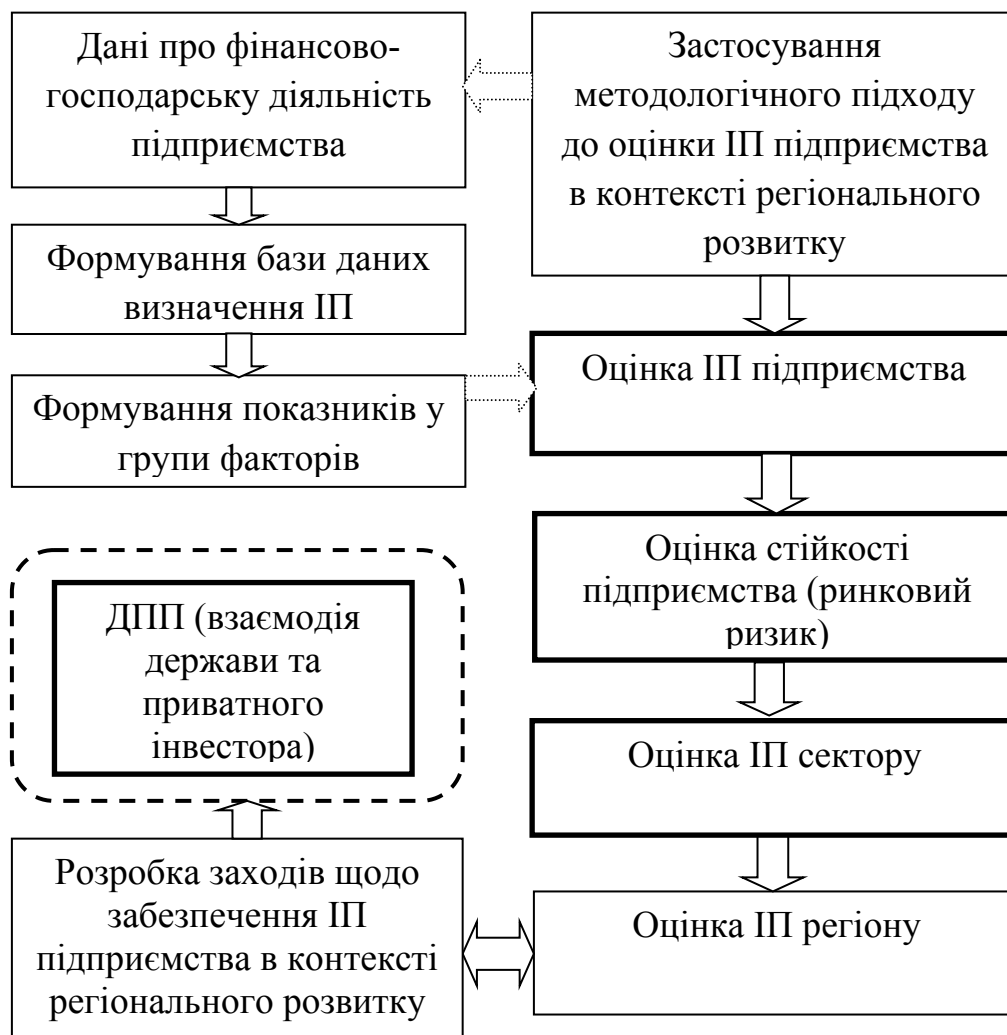 Дані про фінансово-
господарську діяльність
підприємства
Застосування
методологічного підходу
до оцінки ІП підприємства
в контексті регіонального
розвитку
Формування бази даних
визначення ІП
Оцінка ІП підприємства
Формування показників у
групи факторів
Оцінка стійкості
підприємства (ринковий
ризик)
ДПП (взаємодія
держави та
приватного
інвестора)
Оцінка ІП сектору
Розробка заходів щодо
забезпечення ІП
підприємства в контексті
регіонального розвитку
Оцінка ІП регіону